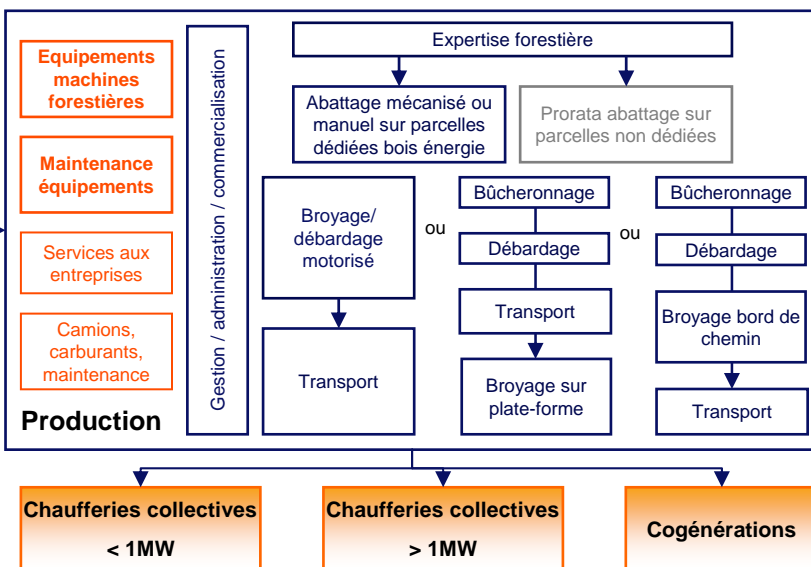 Equipements
machines
forestières
Maintenance
équipements
Services aux
entreprises
Camions,
carburants,
maintenance
Production
Gestion / administration / commercialisation
Expertise forestière
Abattage mécanisé ou
manuel sur parcelles
dédiées bois énergie
Prorata abattage sur
parcelles non dédiées
Broyage/
débardage
motorisé
Transport
ou
Bûcheronnage
Débardage
Transport
Broyage sur
plate-forme
ou
Bûcheronnage
Débardage
Broyage bord de
chemin
Transport
Chaufferies collectives
< 1MW
Chaufferies collectives
> 1MW
Cogénérations